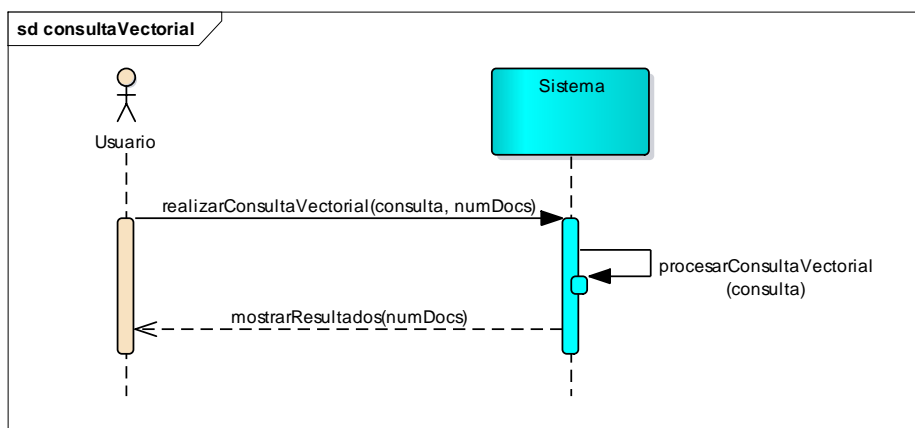 sd consultaVectorial
Usuario
Sistema
realizarConsultaVectorial(consulta, numDocs)
procesarConsultaVectorial
(consulta)
mostrarResultados(numDocs)